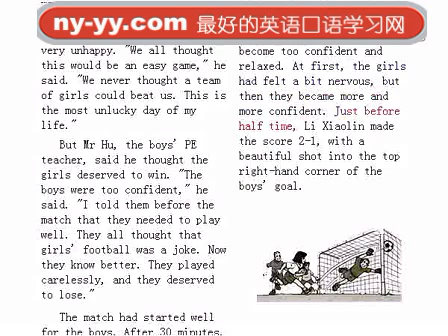 ny-yy.com 最好的英语口语学习网
very unhappy. "We all thought
this would be an easy game," he
said. "We never thought a team
of girls could beat us. This is
the most unlucky day of my
life."
But Mr Hu, the boys' PE
teacher, said he thought the
girls deserved to win. "The
boys were too confident," he
said. "I told them before the
match that they needed to play
well. They all thought that
girls' football was a joke. Now
they know better. They played
carelessly, and they deserved
to lose."
The match had started well
for the boys. After 30 minutes,
become too confident and
relaxed. At first, the girls
had felt a bit nervous, but
then they became more and
more confident. Just before
half time, Li Xiaolin made
the score 2-1, with a
beautiful shot into the top
right-hand corner of the
boys' goal.